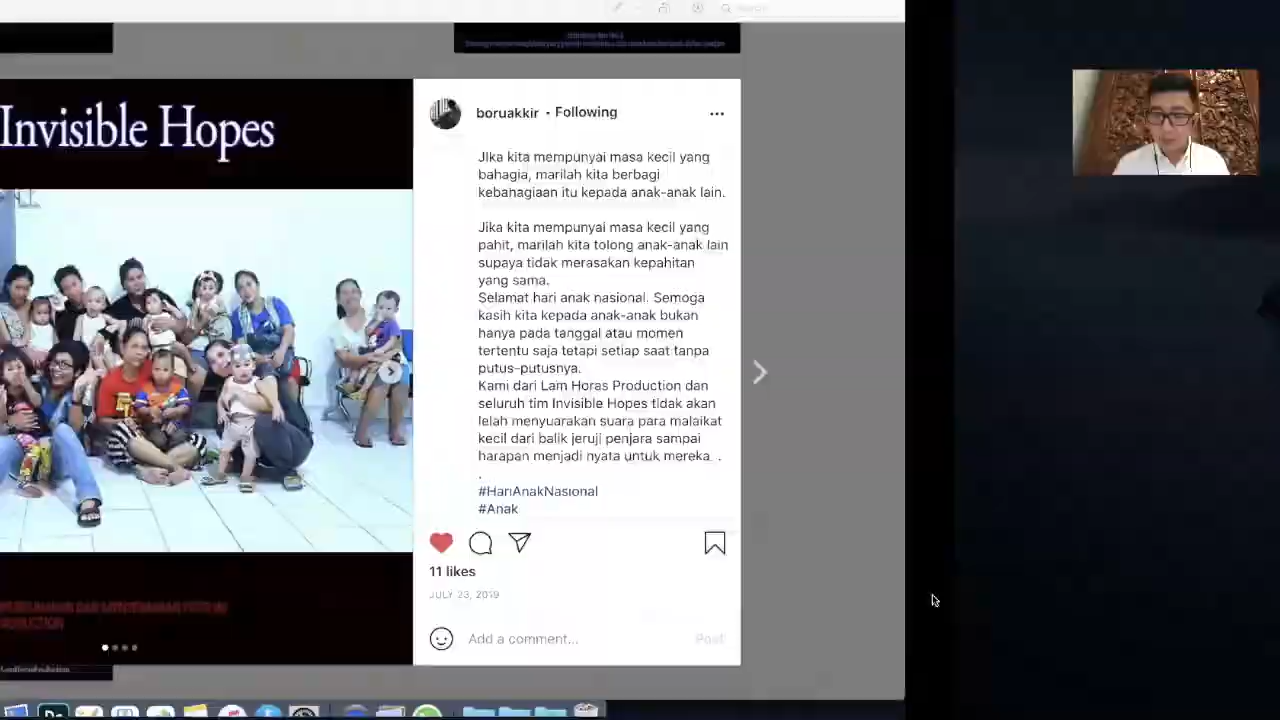 Invisible Hopes
boruakkir • Following
Jika kita mempunyai masa kecil yang
bahagia, marilah kita berbagi
kebahagiaan itu kepada anak-anak lain.
Jika kita mempunyai masa kecil yang
pahit, marilah kita tolong anak-anak lain
supaya tidak merasakan kepahitan
yang sama.
Selamat hari anak nasional. Semoga
kasih kita kepada anak-anak bukan
hanya pada tanggal atau momen
tertentu saja tetapi setiap saat tanpa
putus-putusnya.
Kami dari Lam Horas Production dan
seluruh tim Invisible Hopes tidak akan
lelah menyuarakan suara para malaikat
kecil dari balik jeruji penjara sampai
harapan menjadi nyata untuk mereka. .
.
#HariAnakNasional
#Anak
11 likes
JULY 23, 2019
Add a comment...
Post